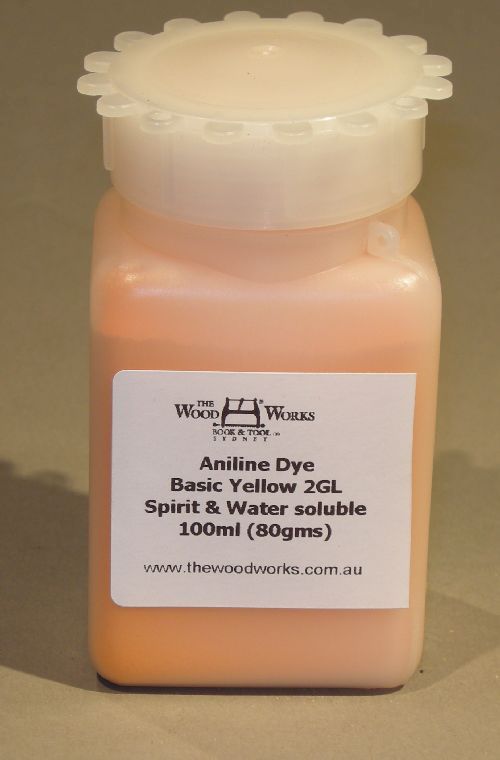 THE
WOOD WORKS
BOOK & TOOL CO
SYDNEY
Aniline Dye
Basic Yellow 2GL
Spirit & Water soluble
100ml (80gms)
www.thewoodworks.com.au